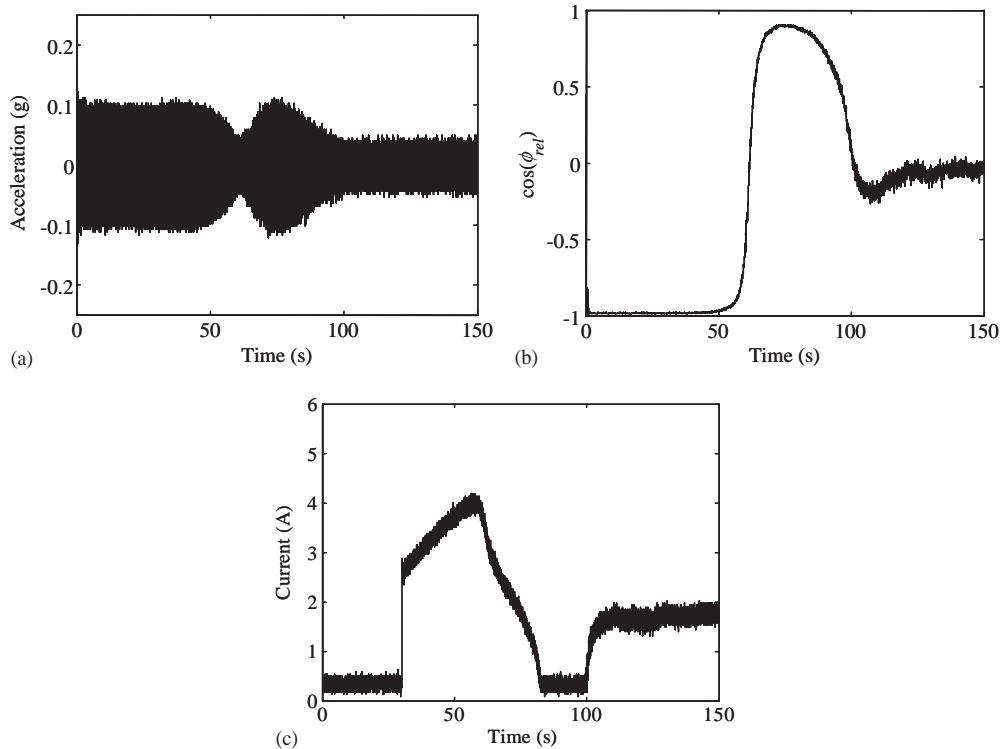 0.2
0.1
0
-0.1
-0.2
Acceleration (g)
0 50 100 150
Time (s)
(a)
1
0.5
0
-0.5
-1
cos(ϕrel)
0 50 100 150
Time (s)
(b)
6
5
4
3
2
1
0
Current (A)
0 50 100 150
Time (s)
(c)